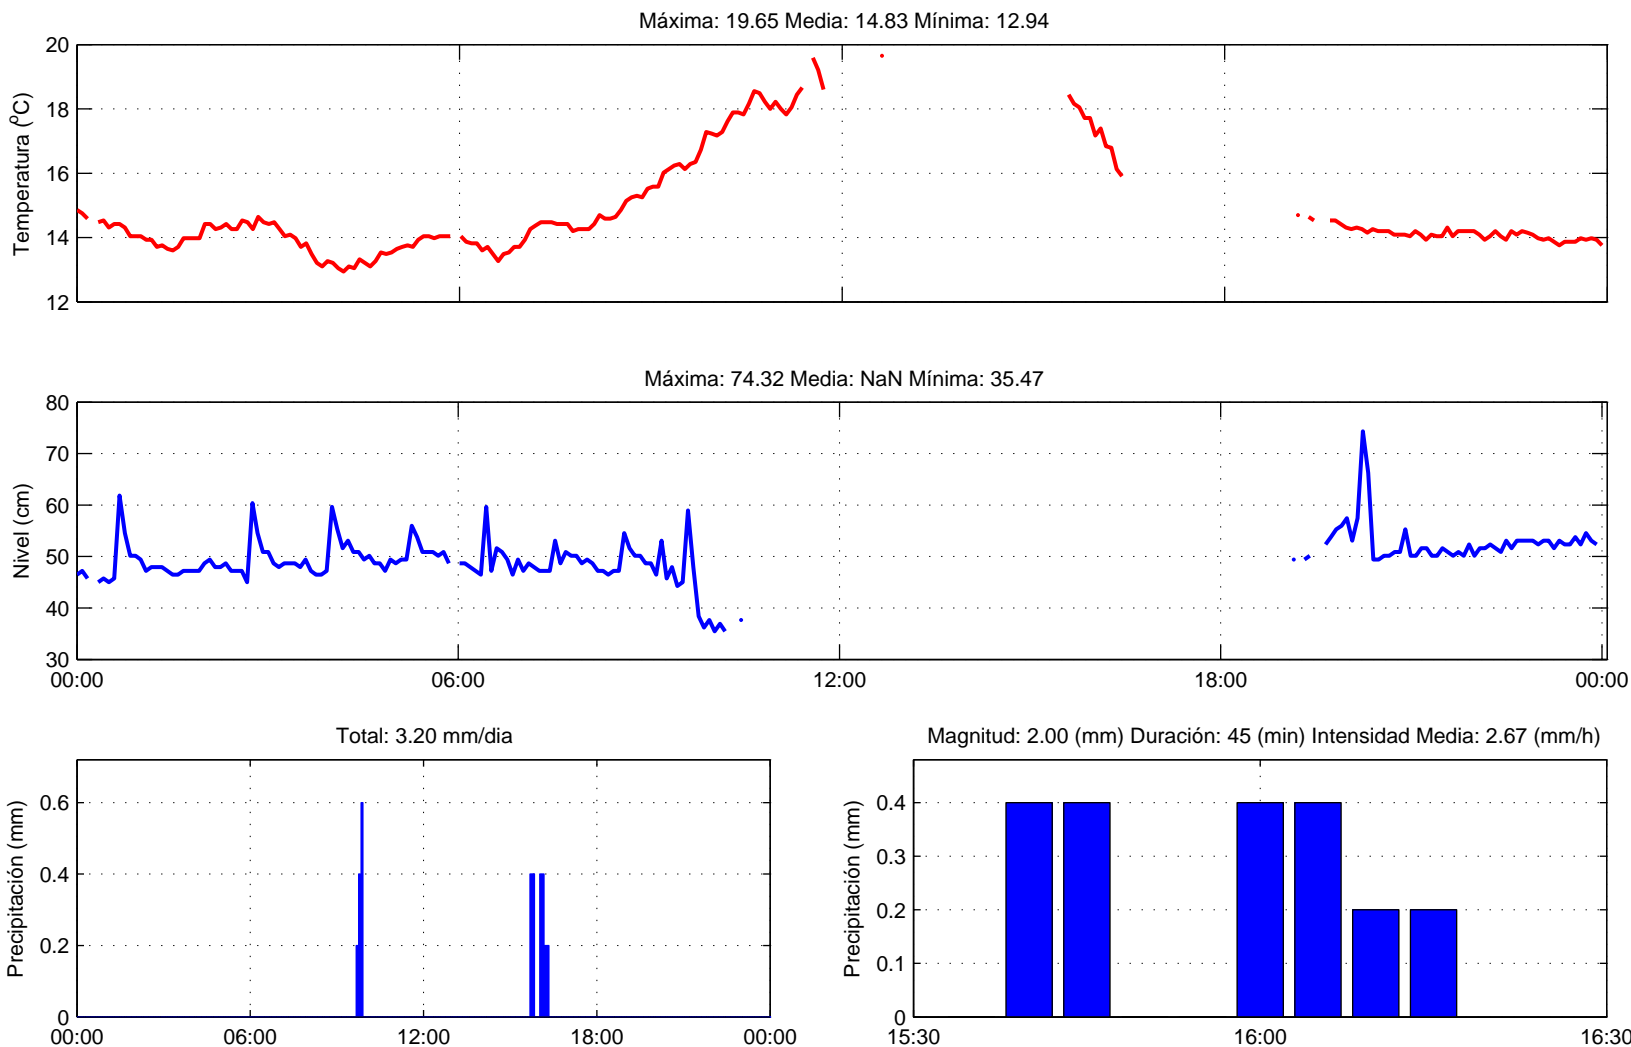 Máxima: 19.65 Media: 14.83 Mínima: 12.94
Temperatura (°C)
20
18
16
14
12
Máxima: 74.32 Media: NaN Mínima: 35.47
Nivel (cm)
80
70
60
50
40
30
00:00 06:00 12:00 18:00 00:00
Total: 3.20 mm/dia
Precipitación (mm)
0.6
0.4
0.2
0
00:00 06:00 12:00 18:00 00:00
Magnitud: 2.00 (mm) Duración: 45 (min) Intensidad Media: 2.67 (mm/h)
Precipitación (mm)
0.4
0.3
0.2
0.1
0
15:30 16:00 16:30